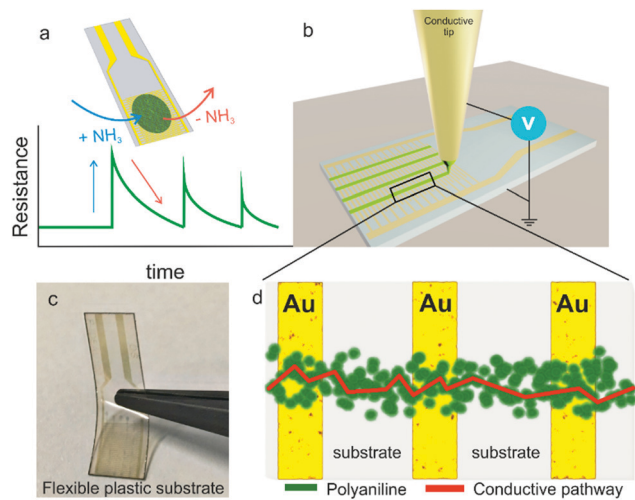 a
+ NH3
- NH3
Resistance
time
b
Conductive
tip
V
c
Flexible plastic substrate
d
Au
Au
Au
substrate
substrate
Polyaniline
Conductive pathway